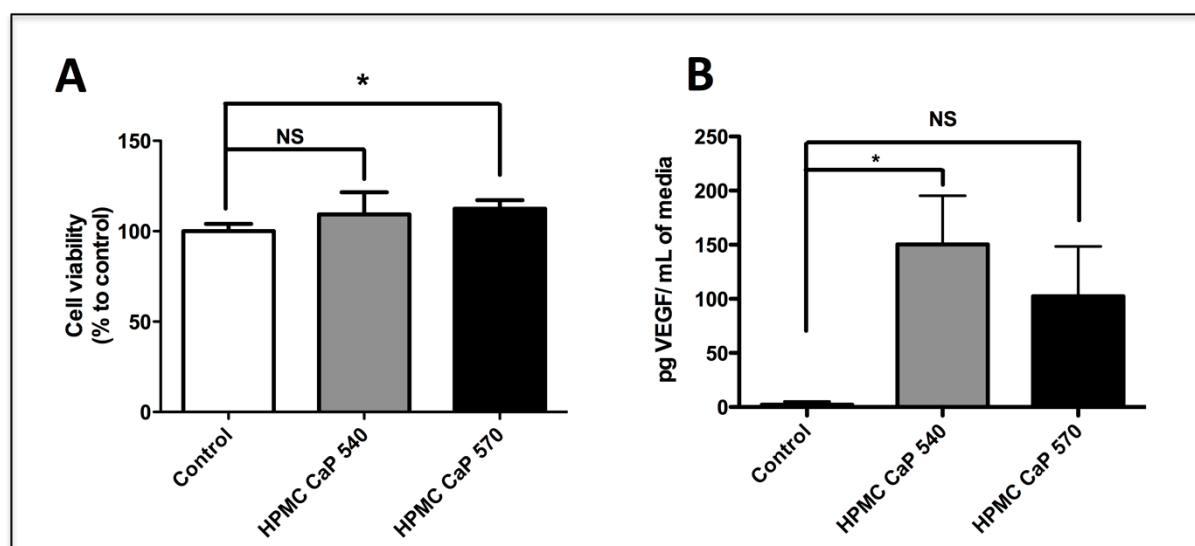 A
*
NS
150
100
50
0
Cell viability
(% to control)
Control
HPMC CaP 540
HPMC CaP 570
B
NS
*
250
200
150
100
50
0
pg VEGF/ mL of media
Control
HPMC CaP 540
HPMC CaP 570